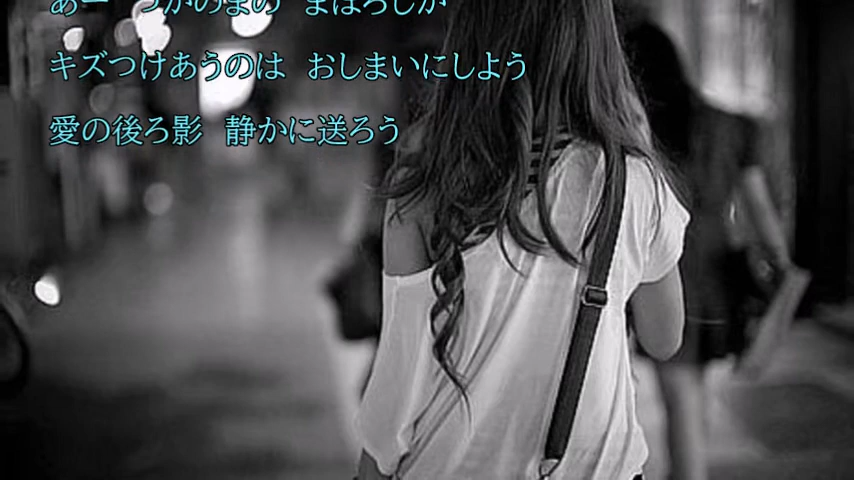 あー　つかのまの　まぼろしか
キズつけあうのは　おしまいにしよう
愛の後ろ影　静かに送ろう